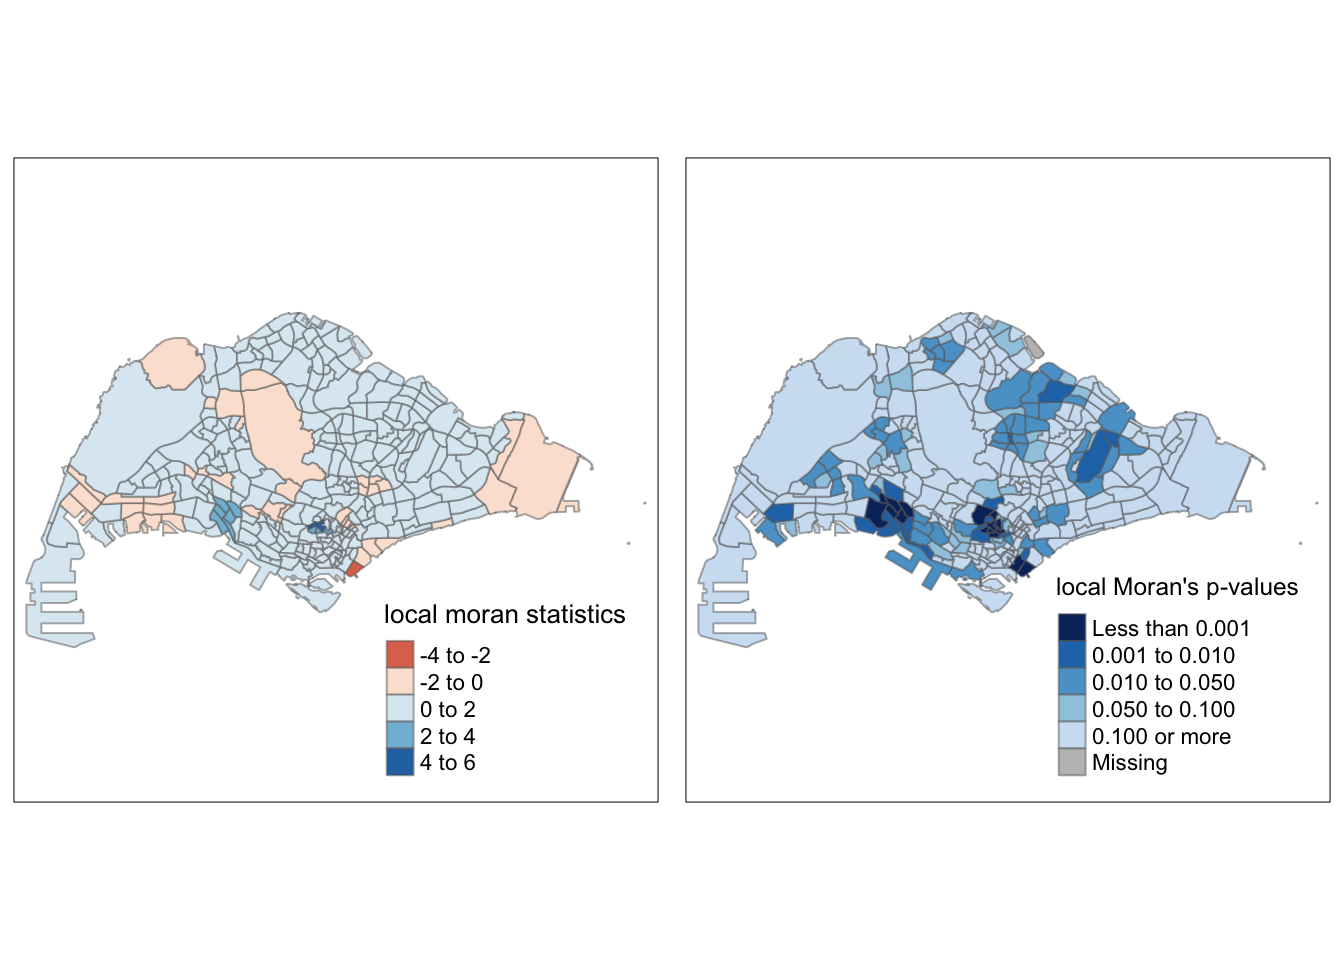 local moran statistics
-4 to -2
-2 to 0
0 to 2
2 to 4
4 to 6
local Moran's p-values
Less than 0.001
0.001 to 0.010
0.010 to 0.050
0.050 to 0.100
0.100 or more
Missing